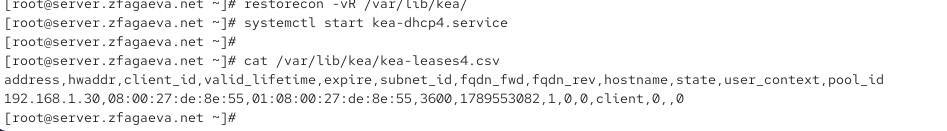 [root@server.zfagaeva.net ~]# restorecon -vR /var/lib/kea/
[root@server.zfagaeva.net ~]# systemctl start kea-dhcp4.service
[root@server.zfagaeva.net ~]#
[root@server.zfagaeva.net ~]# cat /var/lib/kea/kea-leases4.csv
address,hwaddr,client_id,valid_lifetime,expire,subnet_id,fqdn_fwd,fqdn_rev,hostname,state,user_context,pool_id
192.168.1.30,08:00:27:de:8e:55,01:08:00:27:de:8e:55,3600,1789553082,1,0,0,client,0,,0
[root@server.zfagaeva.net ~]#